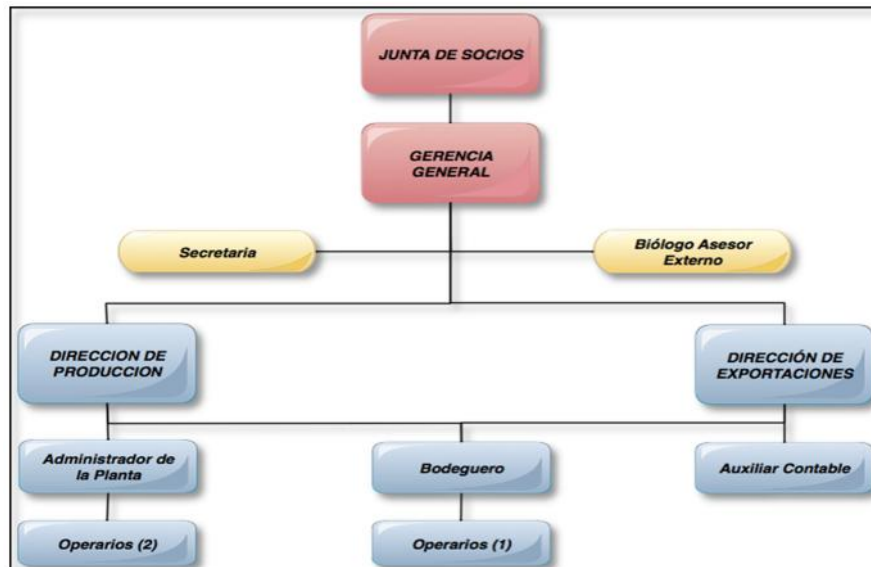 JUNTA DE SOCIOS
GERENCIA
GENERAL
Secretaria
Biólogo Asesor
Externo
DIRECCION DE
PRODUCCION
DIRECCIÓN DE
EXPORTACIONES
Administrador de
la Planta
Bodeguero
Auxiliar Contable
Operarios (2)
Operarios (1)